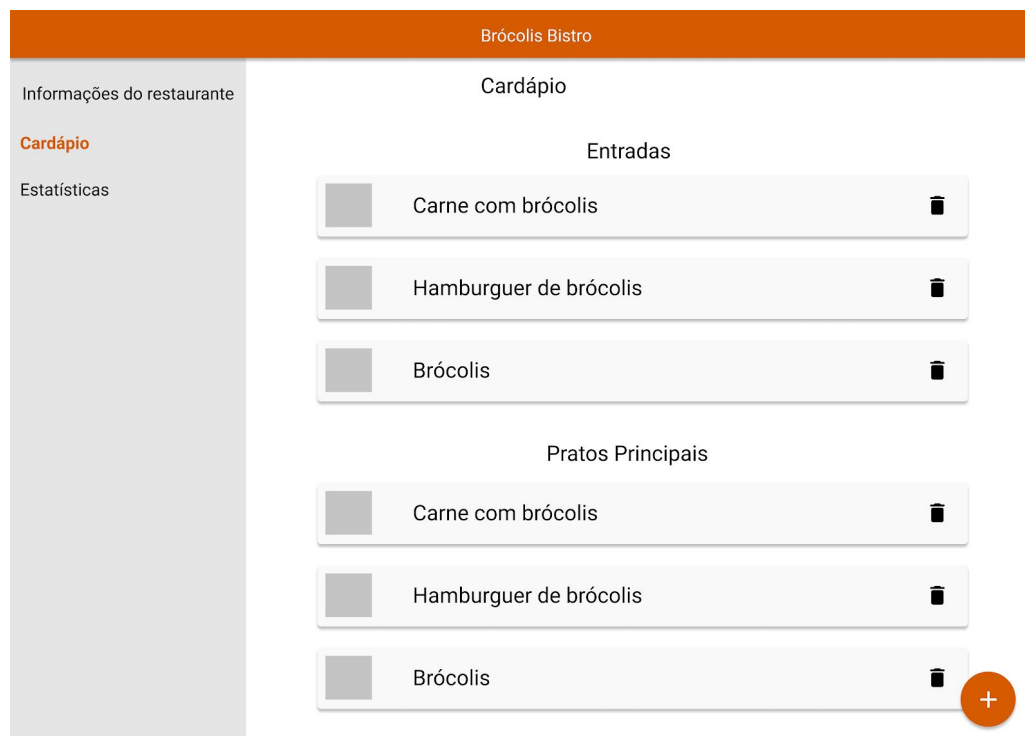 Brócolis Bistro
Informações do restaurante
Cardápio
Estatísticas
Cardápio
Entradas
Carne com brócolis
Hamburguer de brócolis
Brócolis
Pratos Principais
Carne com brócolis
Hamburguer de brócolis
Brócolis
+